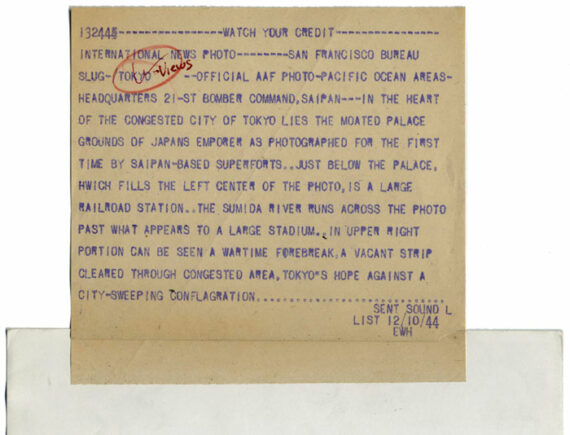 132444-----------------WATCH YOUR CREDIT-----------------
INTERNATIONAL NEWS PHOTO--------SAN FRANCISCO BUREAU
SLUG- TOKYO Views --OFFICIAL AAF PHOTO-PACIFIC OCEAN AREAS-
HEADQUARTERS 21-ST BOMBER COMMAND,SAIPAN---IN THE HEART
OF THE CONGESTED CITY OF TOKYO LIES THE MOATED PALACE
GROUNDS OF JAPANS EMPORER AS PHOTOGRAPHED FOR THE FIRST
TIME BY SAIPAN-BASED SUPERFORTS..JUST BELOW THE PALACE,
HWICH FILLS THE LEFT CENTER OF THE PHOTO,IS A LARGE
RAILROAD STATION..THE SUMIDA RIVER RUNS ACROSS THE PHOTO
PAST WHAT APPEARS TO A LARGE STADIUM..IN UPPER RIGHT
PORTION CAN BE SEEN A WARTIME FOREBREAK,A VACANT STRIP
CLEARED THROUGH CONGESTED AREA,TOKYO"S HOPE AGAINST A
CITY-SWEEPING CONFLAGRATION..............................
SENT SOUND L
LIST 12/10/44
EWH